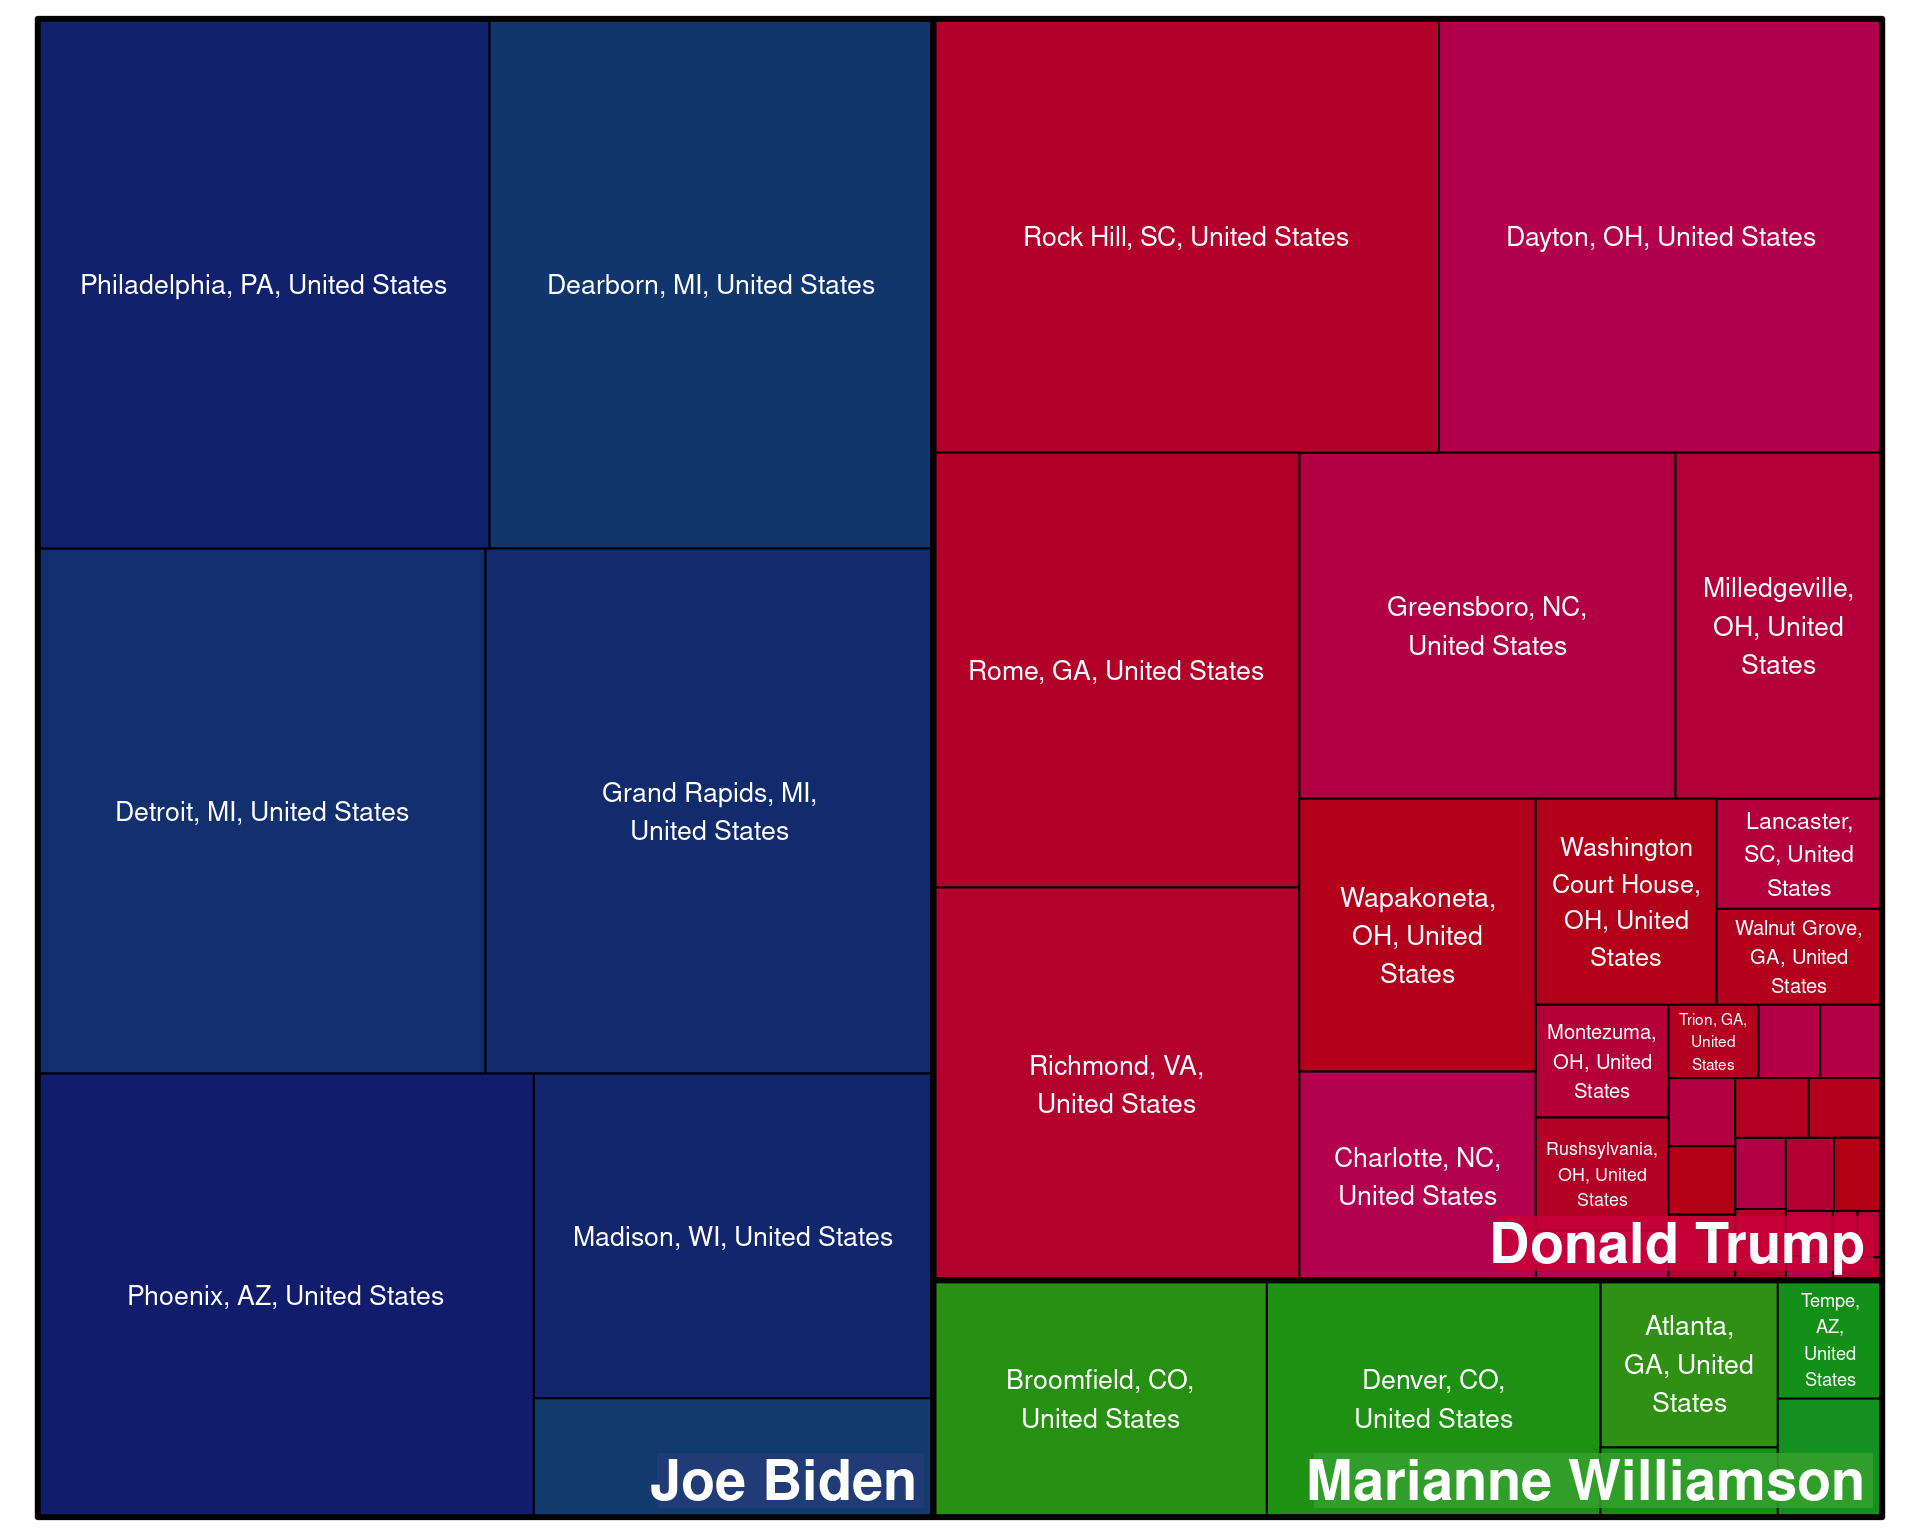 Philadelphia, PA, United States
Dearborn, MI, United States
Detroit, MI, United States
Grand Rapids, MI,
United States
Phoenix, AZ, United States
Madison, WI, United States
Joe Biden
Rock Hill, SC, United States
Dayton, OH, United States
Rome, GA, United States
Greensboro, NC,
United States
Milledgeville,
OH, United
States
Richmond, VA,
United States
Wapakoneta,
OH, United
States
Washington
Court House,
OH, United
States
Lancaster,
SC, United
States
Walnut Grove,
GA, United
States
Charlotte, NC,
United States
Montezuma,
OH, United
States
Trion, GA,
United
States
Rushsylvania,
OH, United
States
Donald Trump
Broomfield, CO,
United States
Denver, CO,
United States
Atlanta,
GA, United
States
Tempe,
AZ,
United
States
Marianne Williamson